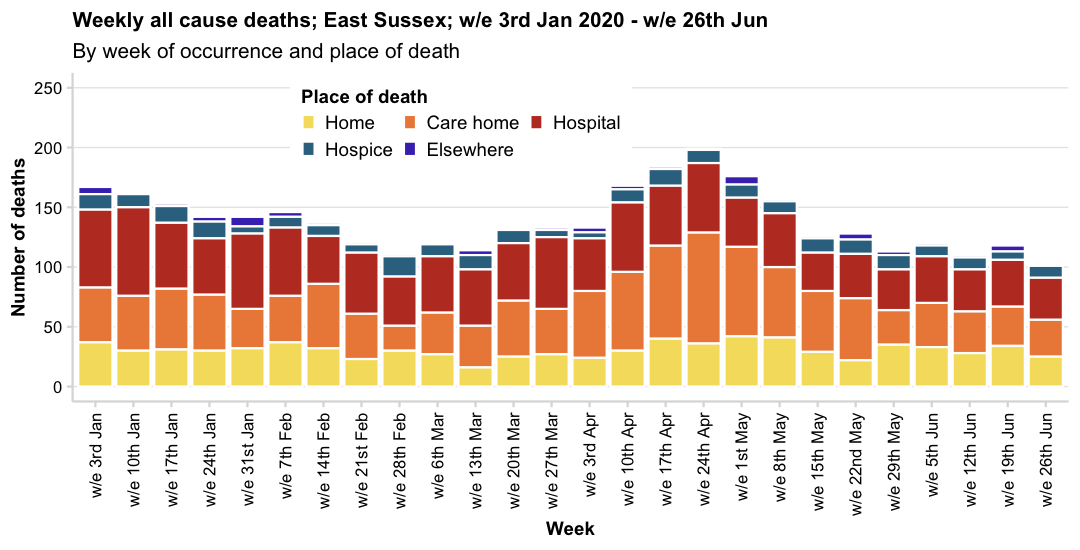 Weekly all cause deaths; East Sussex; w/e 3rd Jan 2020 - w/e 26th Jun
By week of occurrence and place of death
Place of death
Home
Care home
Hospital
Hospice
Elsewhere
Number of deaths
250
200
150
100
50
0
w/e 3rd Jan
w/e 10th Jan
w/e 17th Jan
w/e 24th Jan
w/e 31st Jan
w/e 7th Feb
w/e 14th Feb
w/e 21st Feb
w/e 28th Feb
w/e 6th Mar
w/e 13th Mar
w/e 20th Mar
w/e 27th Mar
w/e 3rd Apr
w/e 10th Apr
w/e 17th Apr
w/e 24th Apr
w/e 1st May
w/e 8th May
w/e 15th May
w/e 22nd May
w/e 29th May
w/e 5th Jun
w/e 12th Jun
w/e 19th Jun
w/e 26th Jun
Week